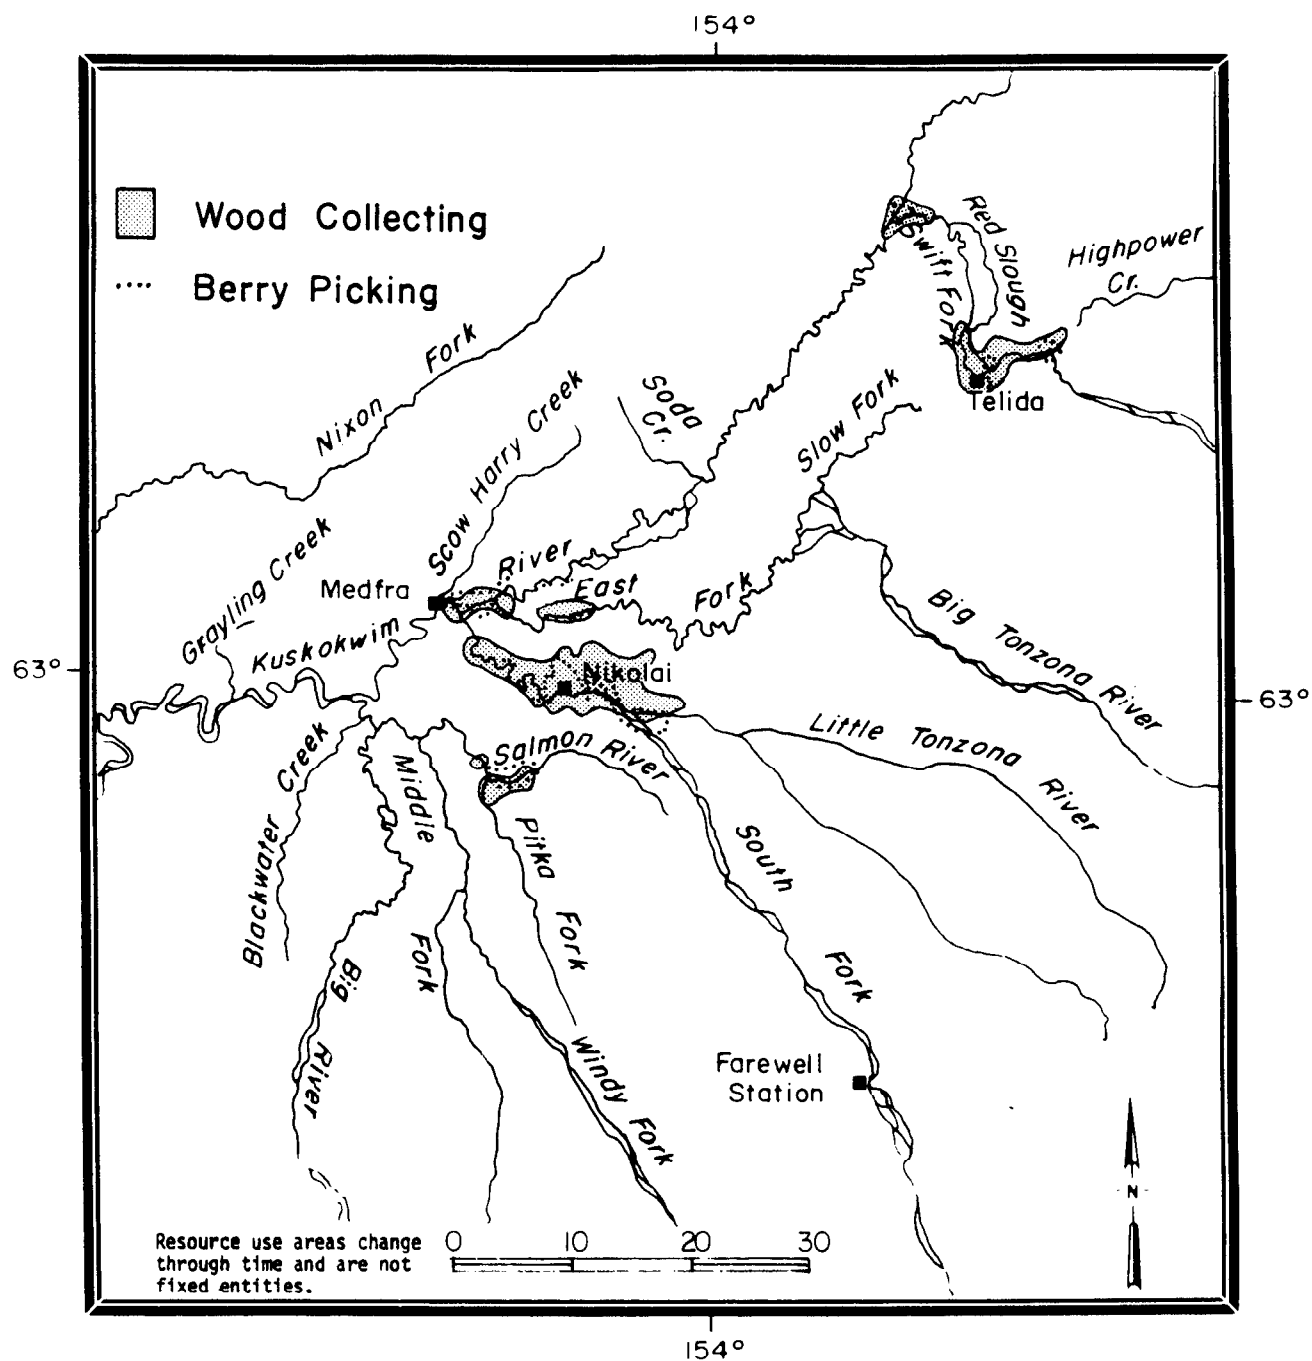 154°
Wood Collecting
Berry Picking
Red Slough
Swift Fork
Highpower
Cr.
Nixon Fork
Soda
Cr.
Slow Fork
Telida
Scow Harry Creek
Grayling Creek
River
Medfra
East Fork
Kuskokwim
Big Tonzona River
63°
Nikolai
63°
Little Tonzona River
Salmon River
Blackwater Creek
Middle Fork
Pitka Fork
South Fork
Big River
Windy Fork
Farewell
Station
N
Resource use areas change
through time and are not
fixed entities.
0 10 20 30
154°